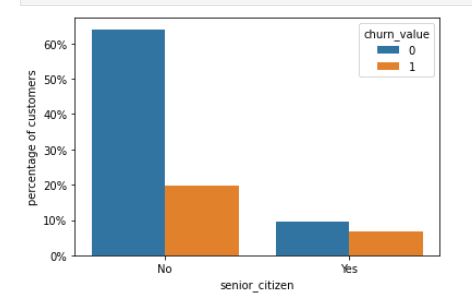 churn_value
0
1
60%
50%
40%
30%
20%
10%
0%
percentage of customers
No
Yes
senior_citizen